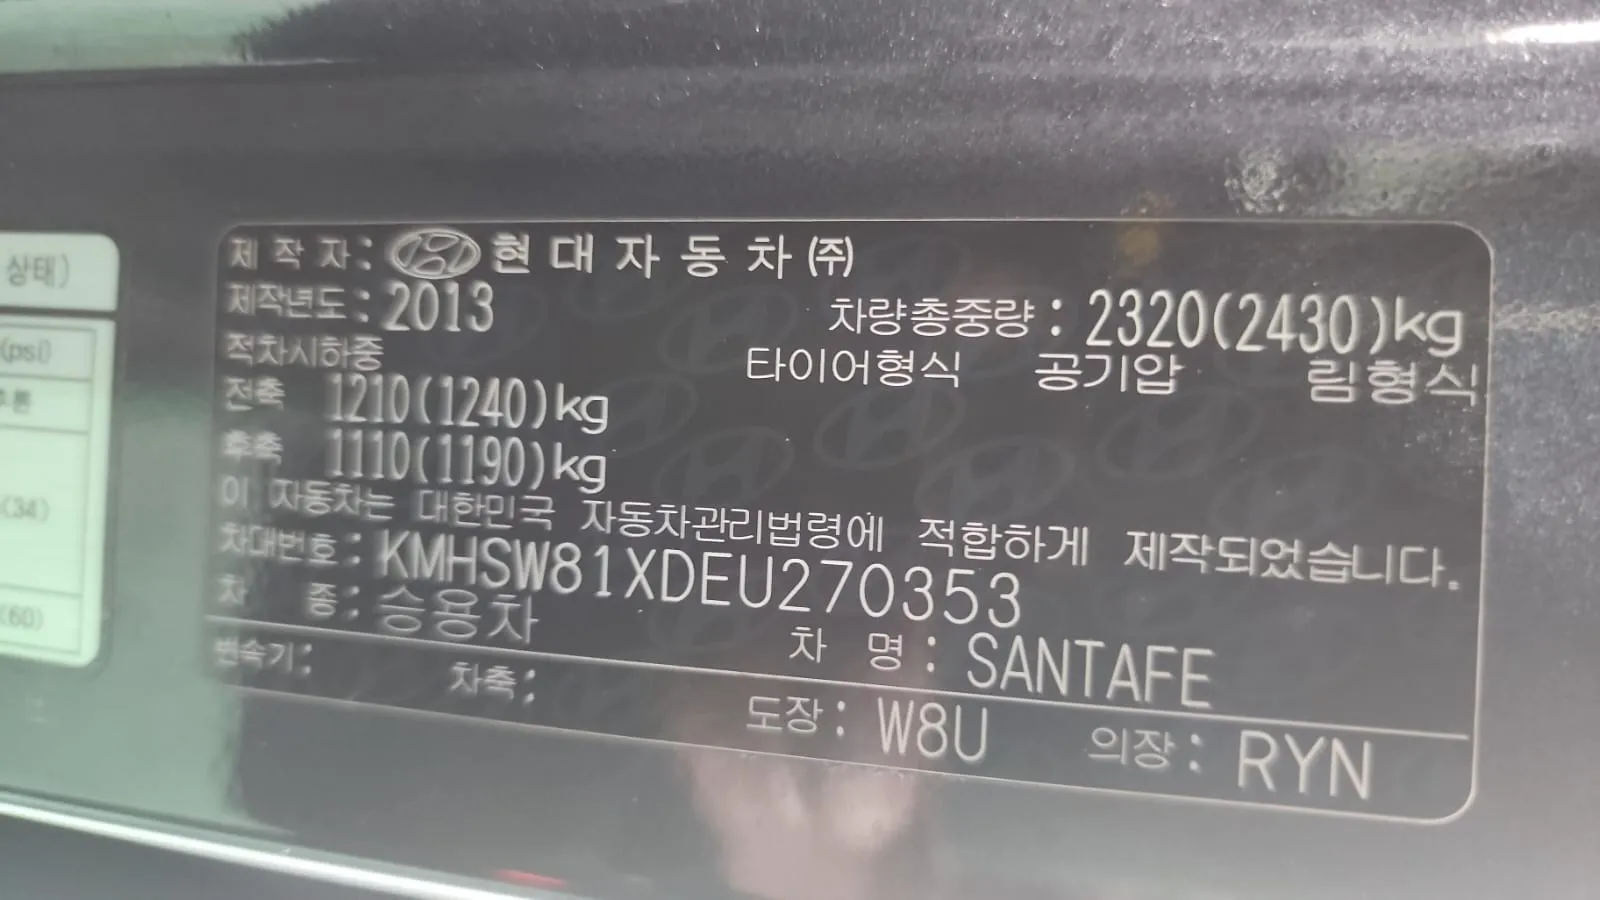 상태)
(psi)
(34)
(60)
제 작 자 : 현 대 자 동 차 ㈜
제작년도 : 2013
차량총중량 : 2320(2430)kg
적차시하중
타이어형식 공기압 림형식
전축 1210(1240)kg
후축 1110(1190)kg
이 자동차는 대한민국 자동차관리법령에 적합하게 제작되었습니다.
차대번호 : KMHSW81XDEU270353
차 종 : 승용차
차 명 : SANTAFE
변속기 : 차축 : 도장 : W8U 의장 : RYN